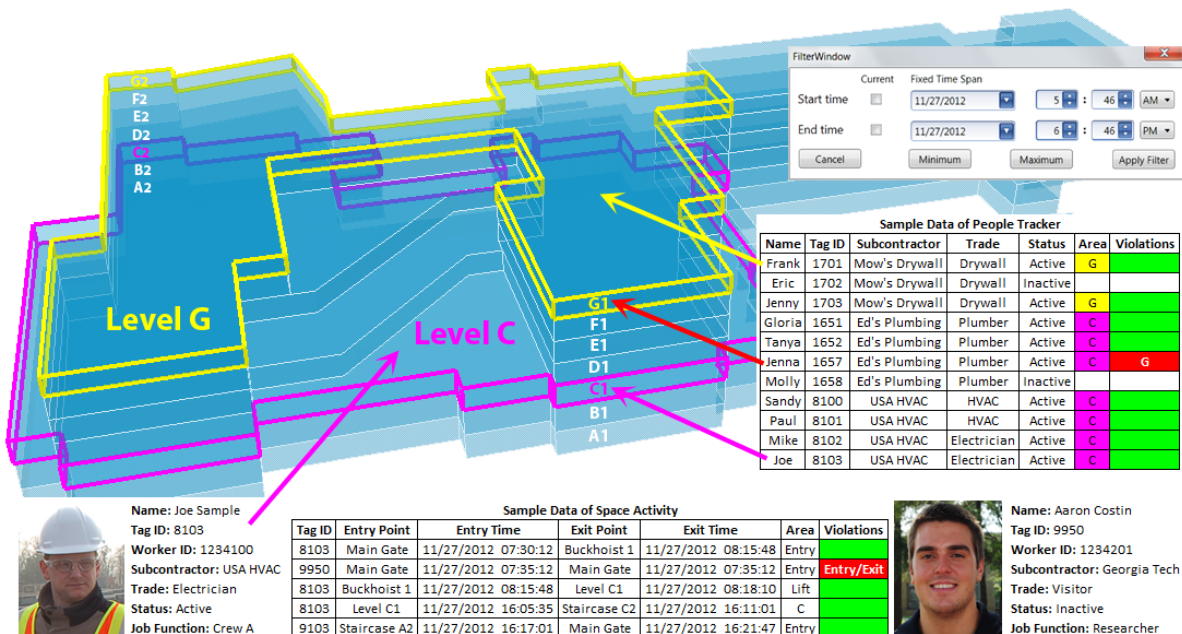 G2
F2
E2
D2
C2
B2
A2
Level G
Level C
G1
F1
E1
D1
C1
B1
A1
FilterWindow
x
Current Fixed Time Span
Start time 11/27/2012 5 : 46 AM
End time 11/27/2012 6 : 46 PM
Cancel Minimum Maximum Apply Filter
Sample Data of People Tracker
Name Tag ID Subcontractor Trade Status Area Violations
Frank 1701 Mow's Drywall Drywall Active G
Eric 1702 Mow's Drywall Drywall Inactive
Jenny 1703 Mow's Drywall Drywall Active G
Gloria 1651 Ed's Plumbing Plumber Active C
Tanya 1652 Ed's Plumbing Plumber Active C
Jenna 1657 Ed's Plumbing Plumber Active C G
Molly 1658 Ed's Plumbing Plumber Inactive
Sandy 8100 USA HVAC HVAC Active C
Paul 8101 USA HVAC HVAC Active C
Mike 8102 USA HVAC Electrician Active C
Joe 8103 USA HVAC Electrician Active C
Name: Joe Sample
Tag ID: 8103
Worker ID: 1234100
Subcontractor: USA HVAC
Trade: Electrician
Status: Active
Job Function: Crew A
Sample Data of Space Activity
Tag ID Entry Point Entry Time Exit Point Exit Time Area Violations
8103 Main Gate 11/27/2012 07:30:12 Buckhoist 1 11/27/2012 08:15:48 Entry
9950 Main Gate 11/27/2012 07:35:12 Main Gate 11/27/2012 07:35:12 Entry Entry/Exit
8103 Buckhoist 1 11/27/2012 08:15:48 Level C1 11/27/2012 08:18:10 Lift
8103 Level C1 11/27/2012 16:05:35 Staircase C2 11/27/2012 16:11:01 C
9103 Staircase A2 11/27/2012 16:17:01 Main Gate 11/27/2012 16:21:47 Entry
Name: Aaron Costin
Tag ID: 9950
Worker ID: 1234201
Subcontractor: Georgia Tech
Trade: Visitor
Status: Inactive
Job Function: Researcher